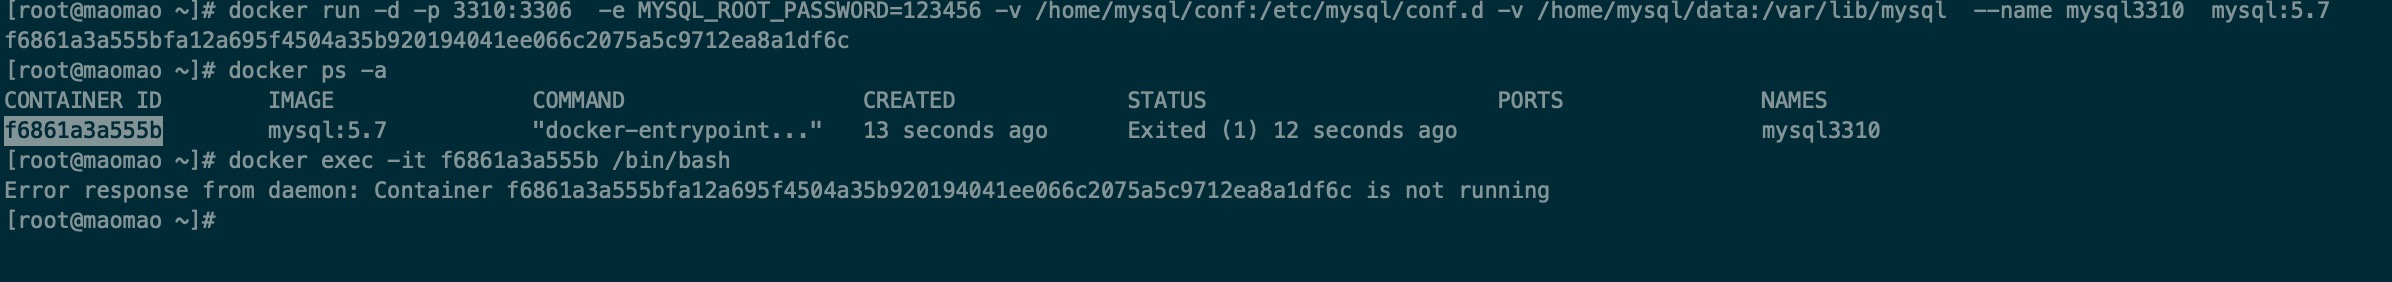 [root@maomao ~]# docker run -d -p 3310:3306  -e MYSQL_ROOT_PASSWORD=123456 -v /home/mysql/conf:/etc/mysql/conf.d -v /home/mysql/data:/var/lib/mysql  --name mysql3310  mysql:5.7
f6861a3a555bfa12a695f4504a35b920194041ee066c2075a5c9712ea8a1df6c
[root@maomao ~]# docker ps -a
CONTAINER ID        IMAGE               COMMAND                  CREATED             STATUS                      PORTS               NAMES
f6861a3a555b        mysql:5.7           "docker-entrypoint..."   13 seconds ago      Exited (1) 12 seconds ago                       mysql3310
[root@maomao ~]# docker exec -it f6861a3a555b /bin/bash
Error response from daemon: Container f6861a3a555bfa12a695f4504a35b920194041ee066c2075a5c9712ea8a1df6c is not running
[root@maomao ~]#